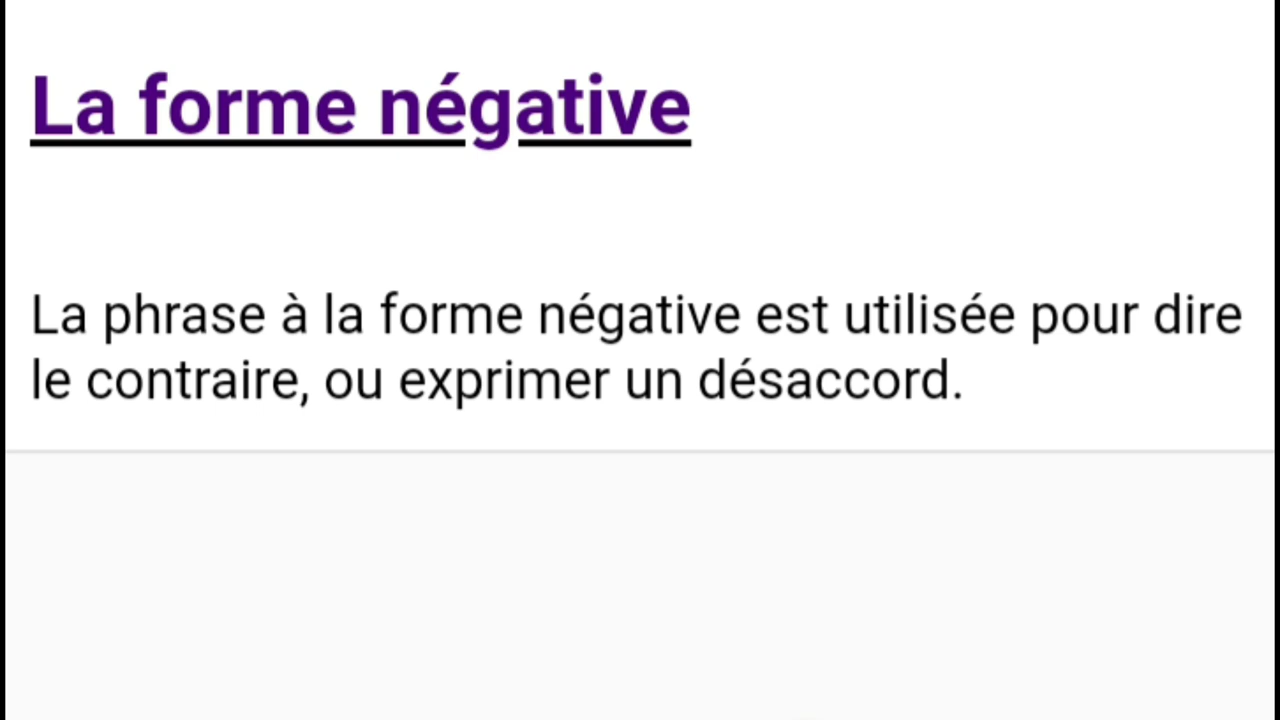 La forme négative
La phrase à la forme négative est utilisée pour dire
le contraire, ou exprimer un désaccord.